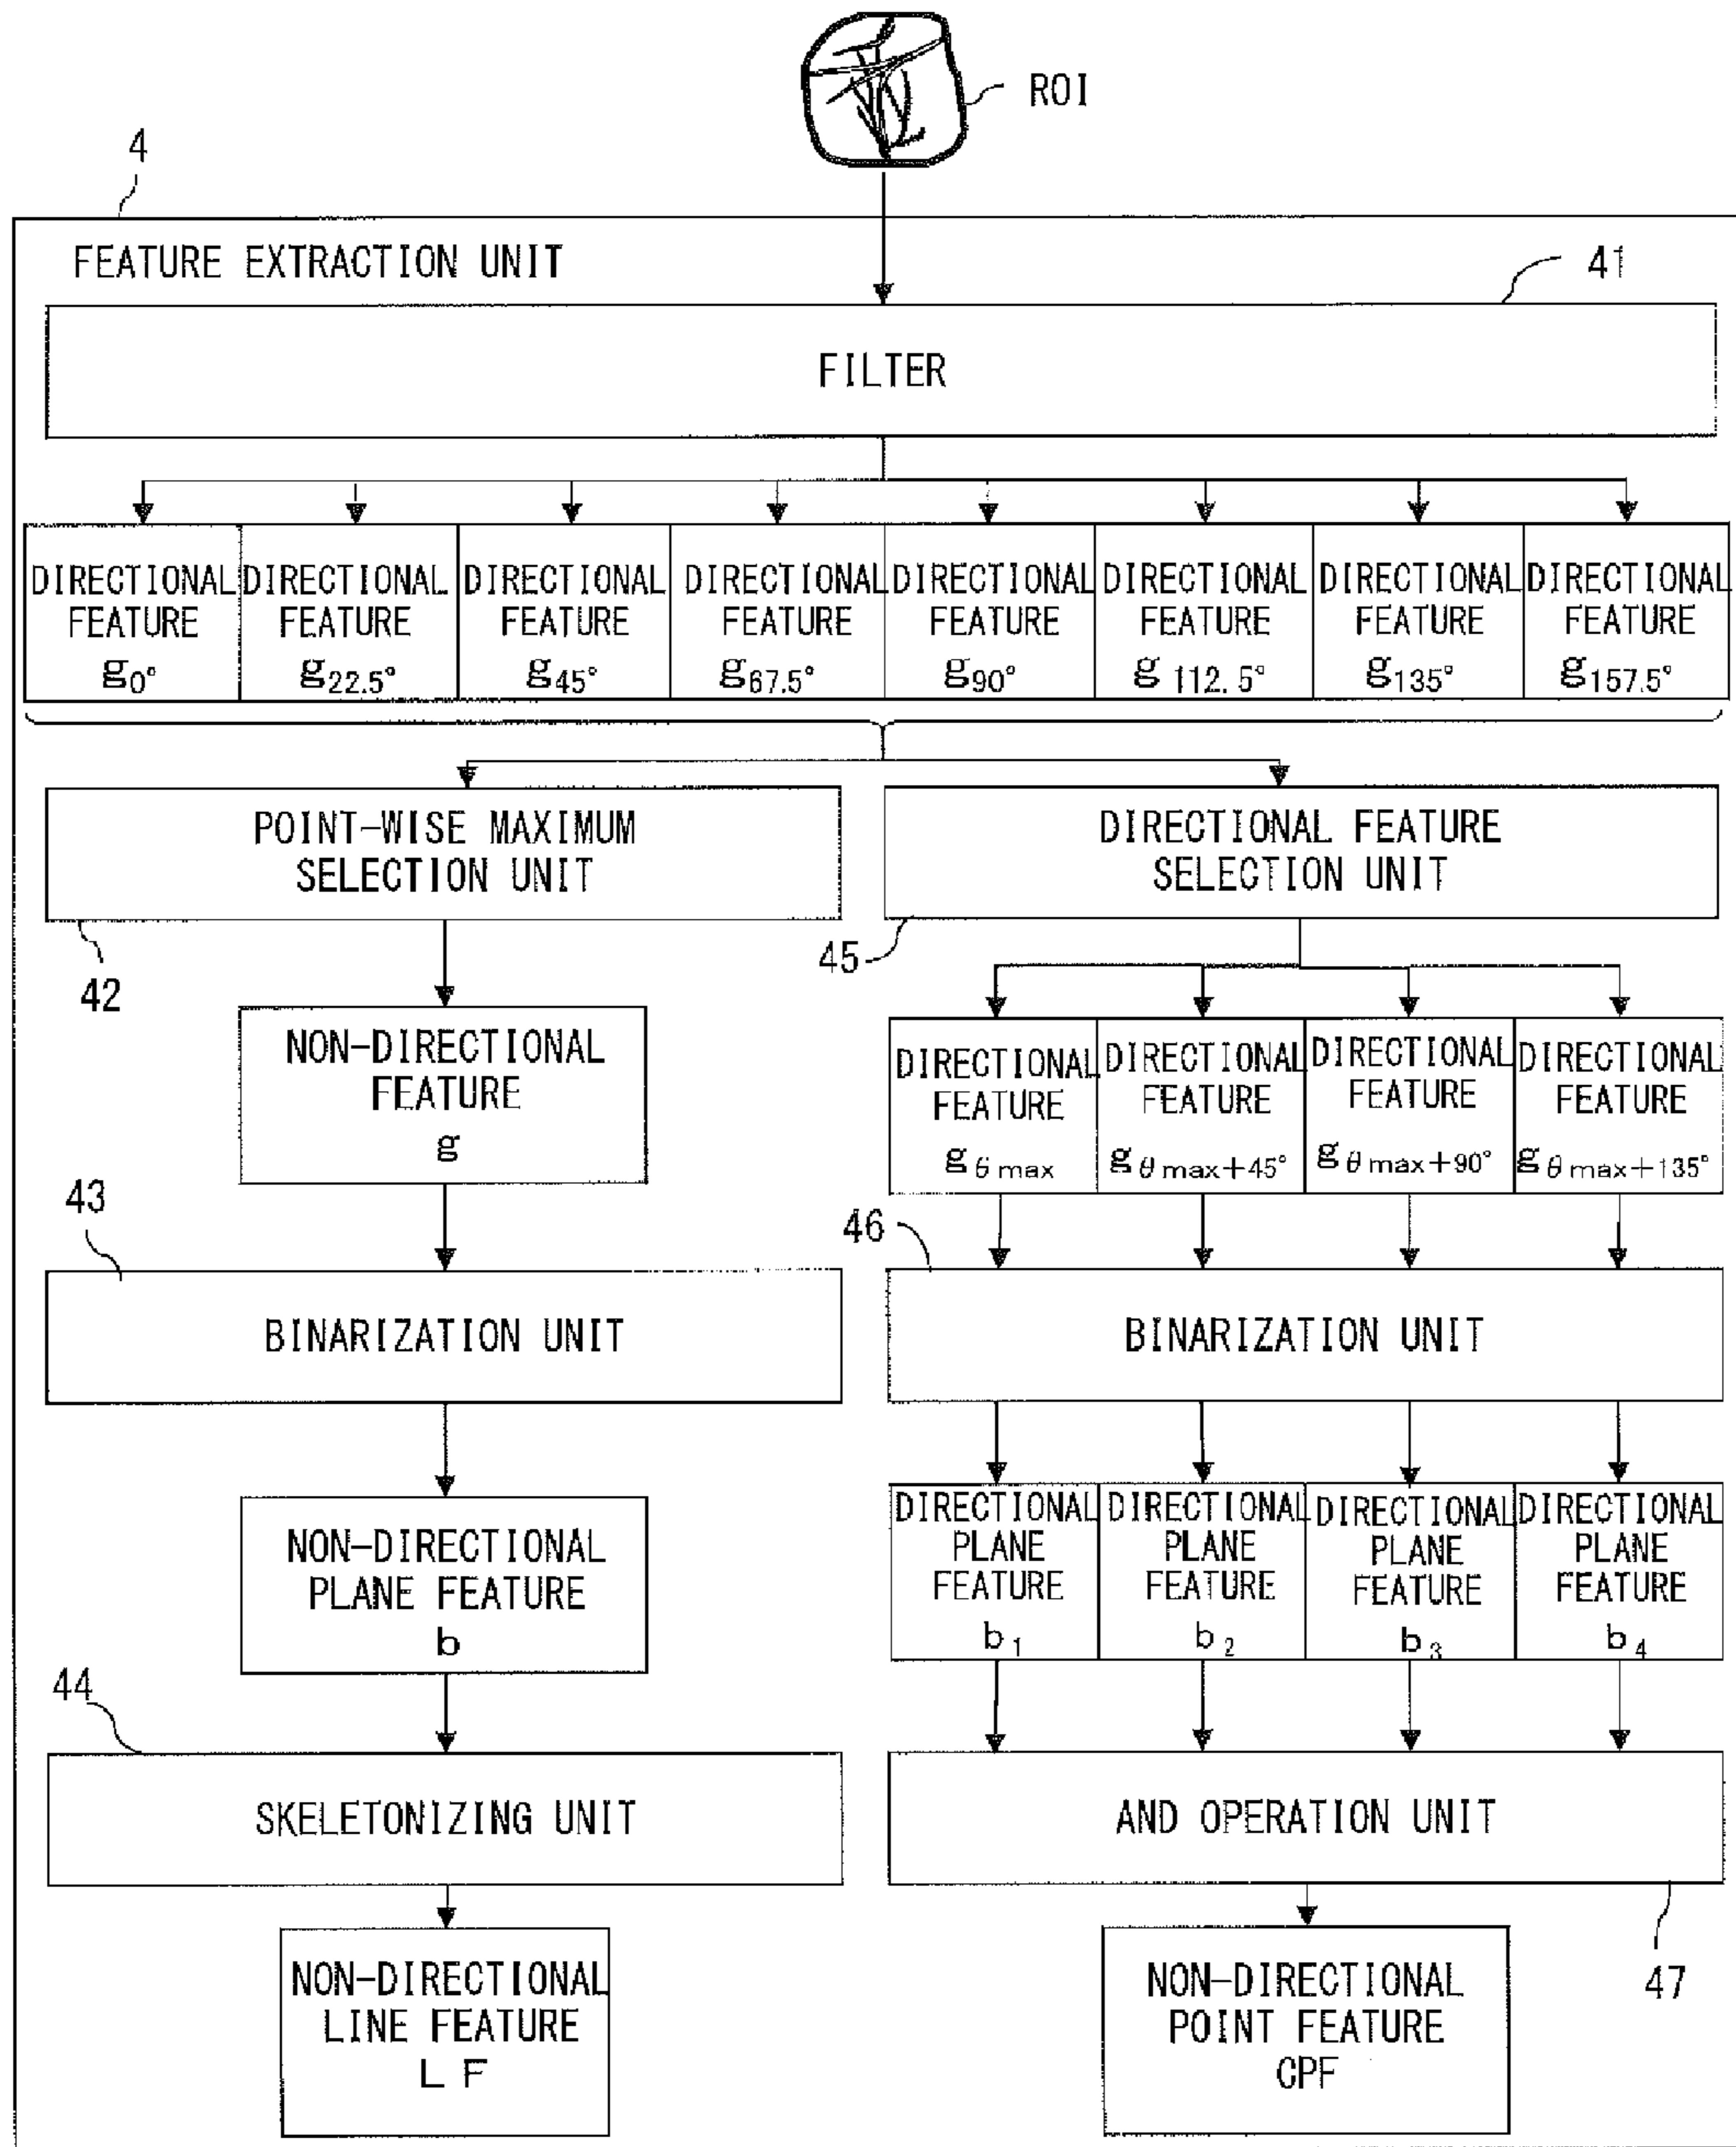 ROI
4
FEATURE EXTRACTION UNIT
41
FILTER
DIRECTIONAL
FEATURE
g0°
DIRECTIONAL
FEATURE
g22.5°
DIRECTIONAL
FEATURE
g45°
DIRECTIONAL
FEATURE
g67.5°
DIRECTIONAL
FEATURE
g90°
DIRECTIONAL
FEATURE
g112.5°
DIRECTIONAL
FEATURE
g135°
DIRECTIONAL
FEATURE
g157.5°
POINT-WISE MAXIMUM
SELECTION UNIT
42
DIRECTIONAL FEATURE
SELECTION UNIT
45
NON-DIRECTIONAL
FEATURE
g
DIRECTIONAL
FEATURE
gθmax
DIRECTIONAL
FEATURE
gθmax+45°
DIRECTIONAL
FEATURE
gθmax+90°
DIRECTIONAL
FEATURE
gθmax+135°
43
BINARIZATION UNIT
46
BINARIZATION UNIT
NON-DIRECTIONAL
PLANE FEATURE
b
DIRECTIONAL
PLANE
FEATURE
b1
DIRECTIONAL
PLANE
FEATURE
b2
DIRECTIONAL
PLANE
FEATURE
b3
DIRECTIONAL
PLANE
FEATURE
b4
44
SKELETONIZING UNIT
AND OPERATION UNIT
47
NON-DIRECTIONAL
LINE FEATURE
LF
NON-DIRECTIONAL
POINT FEATURE
CPF